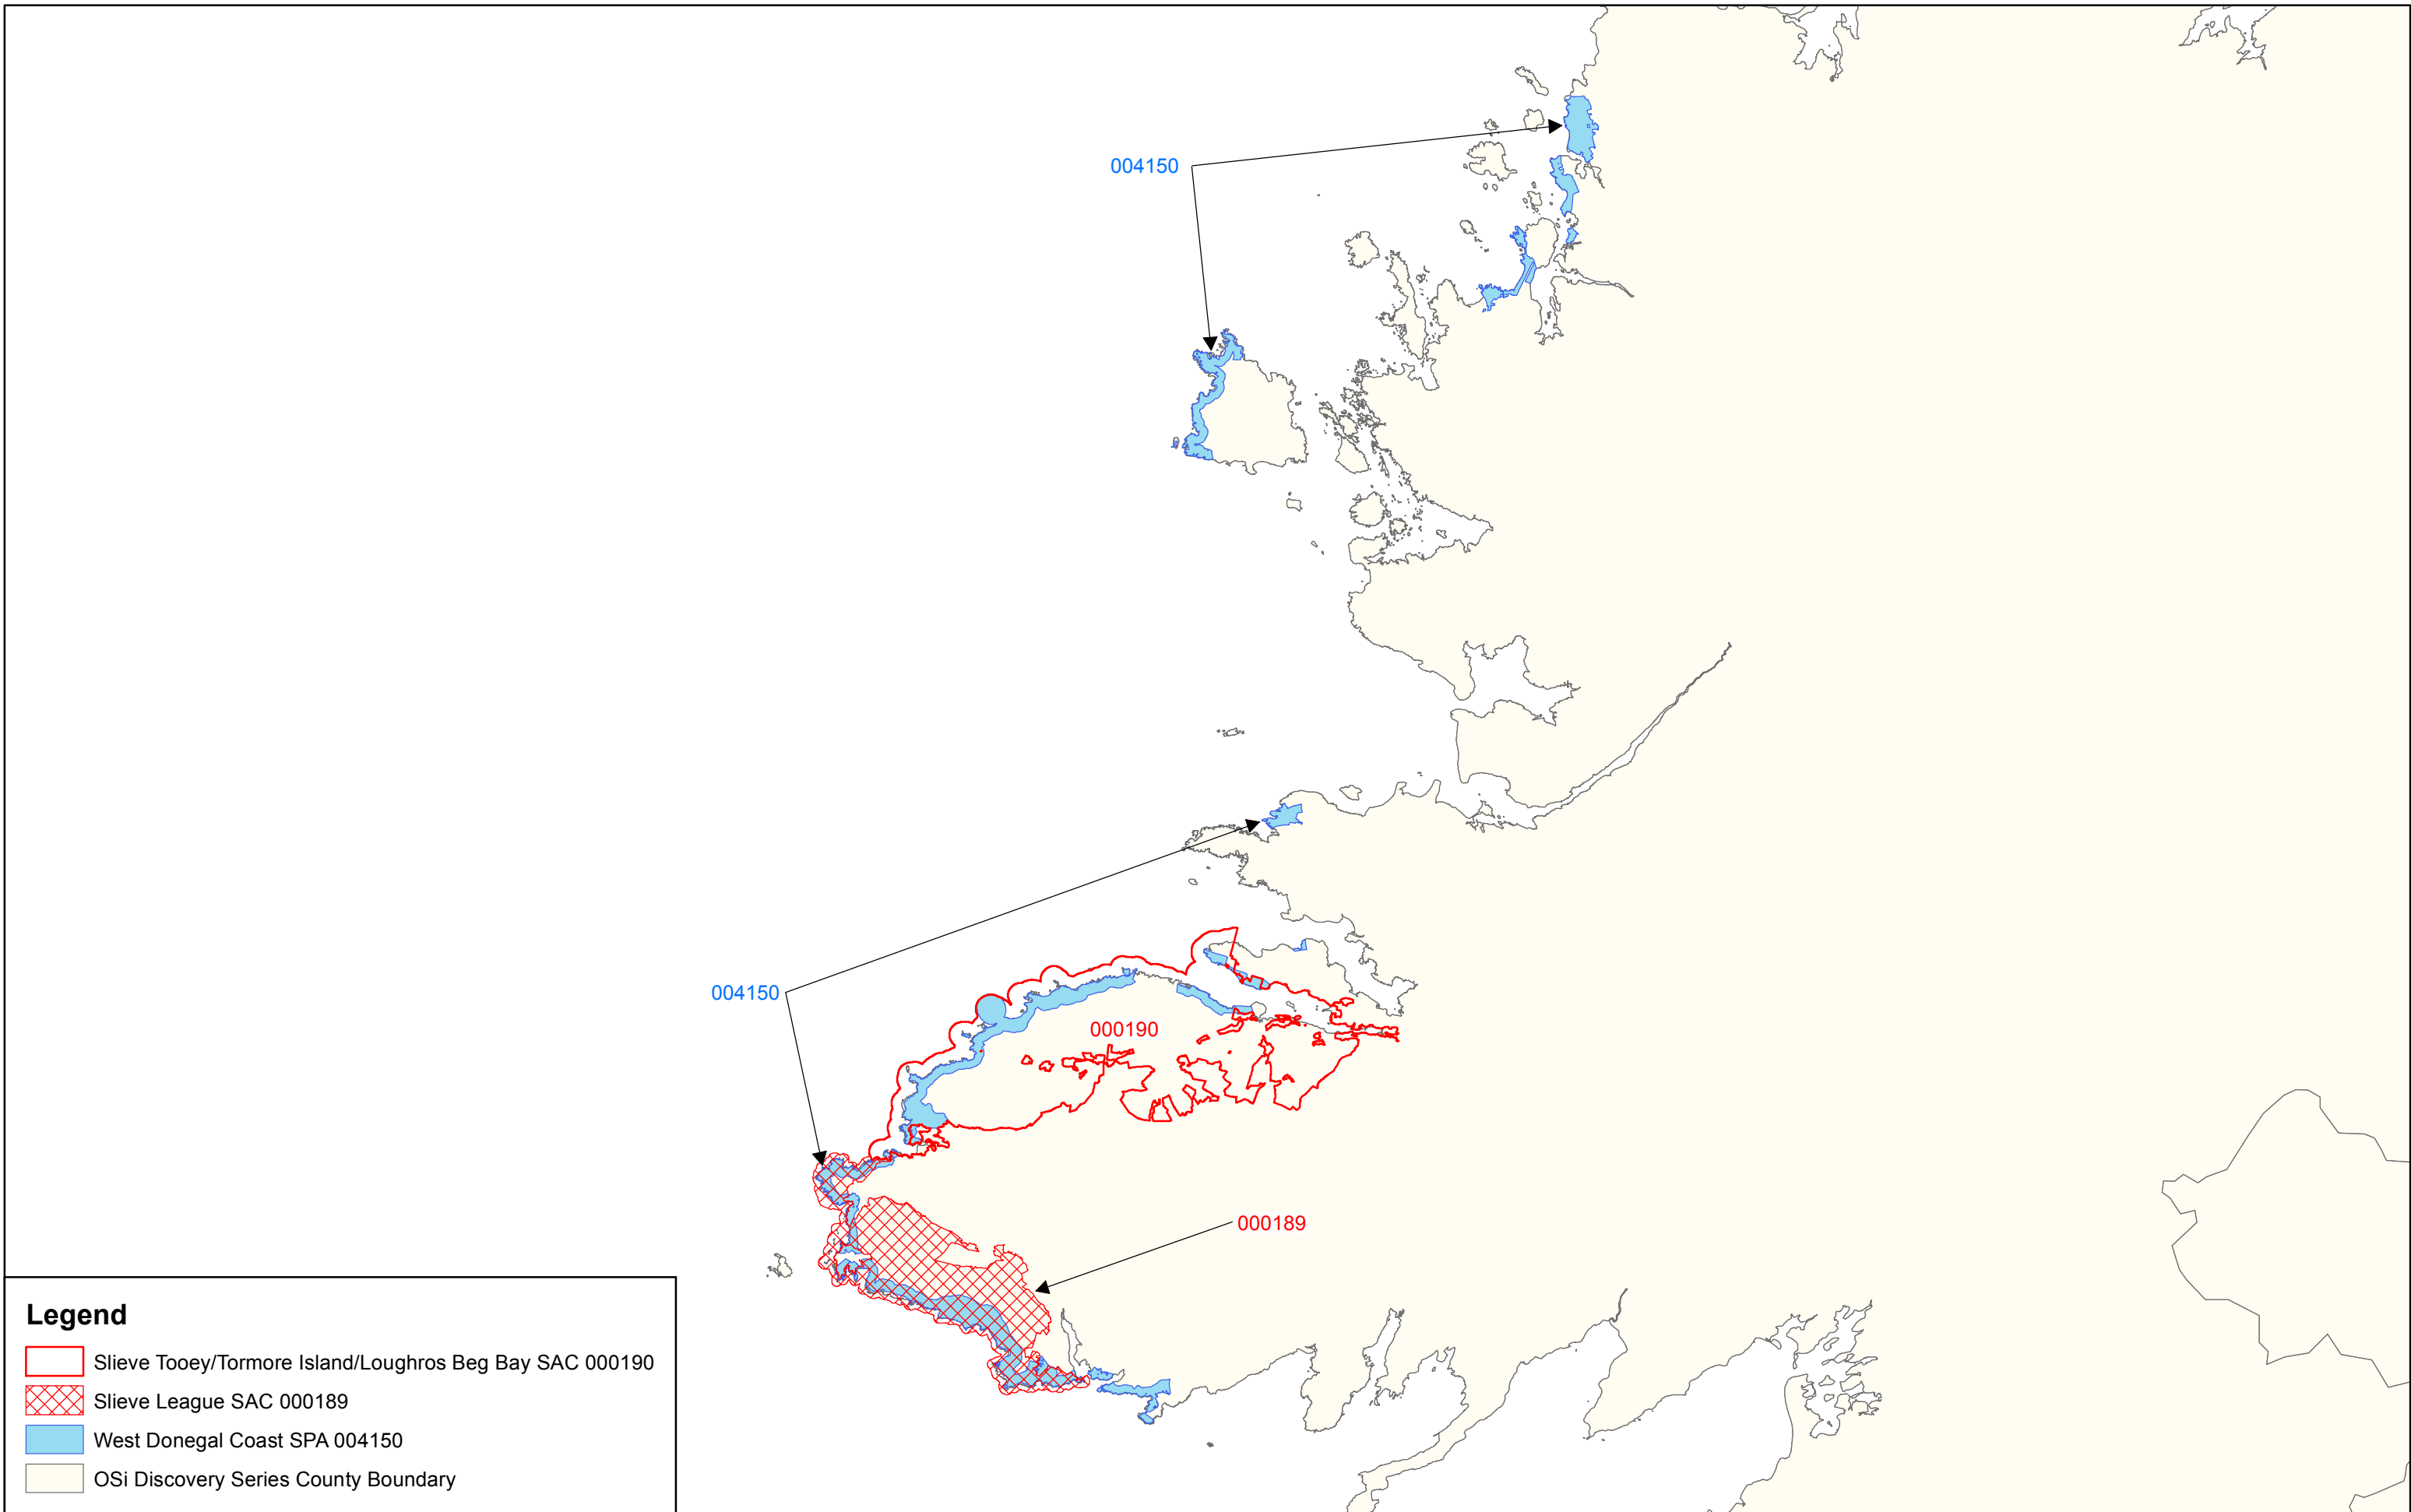 004150
004150
000190
000189
Legend
Slieve Tooey/Tormore Island/Loughros Beg Bay SAC 000190
Slieve League SAC 000189
West Donegal Coast SPA 004150
OSi Discovery Series County Boundary